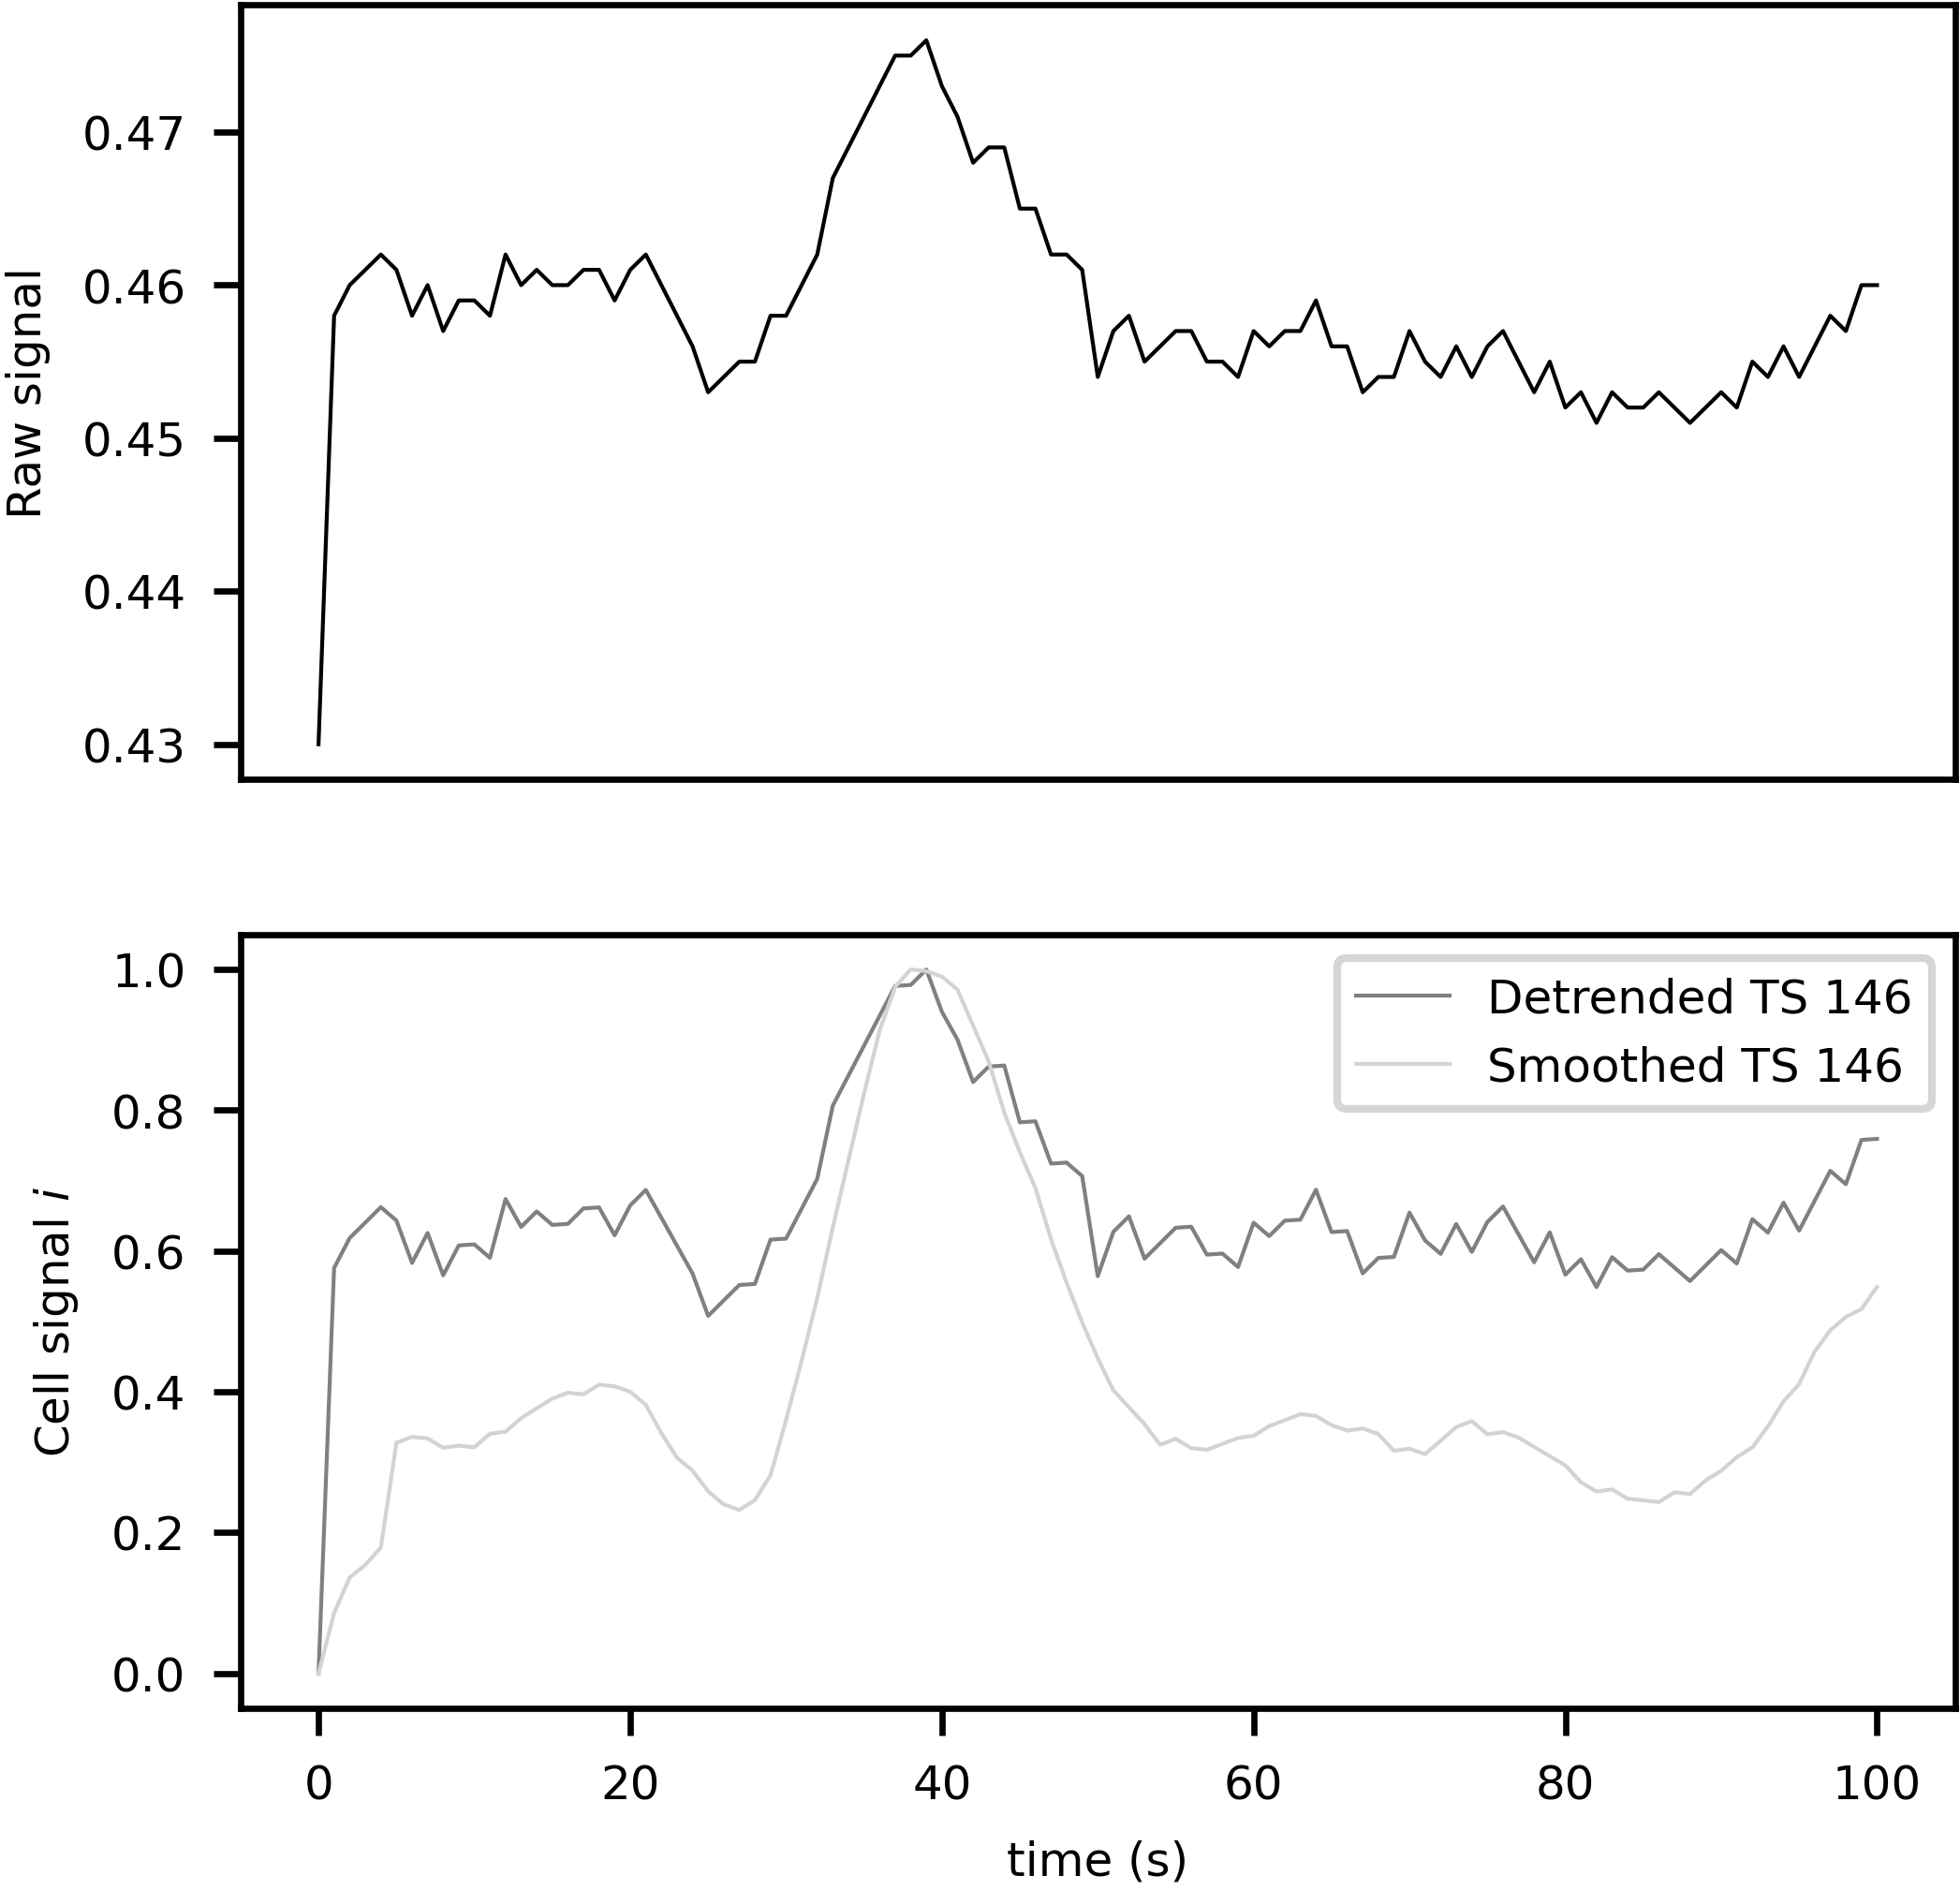 Raw signal
0.47
0.46
0.45
0.44
0.43
Cell signal i
1.0
0.8
0.6
0.4
0.2
0.0
Detrended TS 146
Smoothed TS 146
0 20 40 60 80 100
time (s)